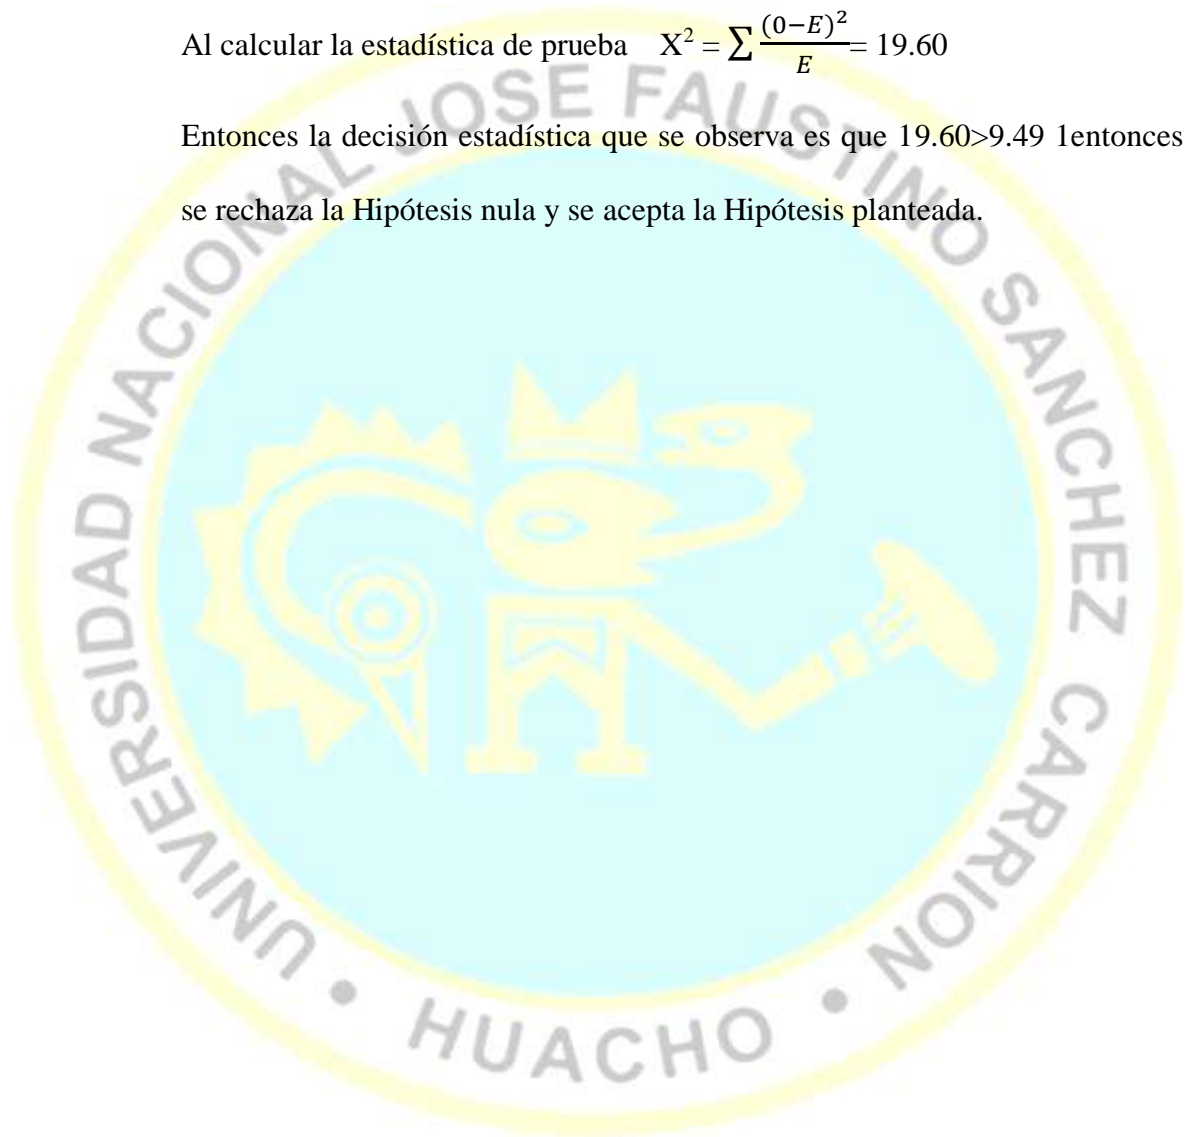 Al calcular la estadística de prueba X² = ∑ (0−E)²/E = 19.60
Entonces la decisión estadística que se observa es que 19.60>9.49 1entonces
se rechaza la Hipótesis nula y se acepta la Hipótesis planteada.
UNIVERSIDAD NACIONAL JOSE FAUSTINO SANCHEZ CARRION • HUACHO •